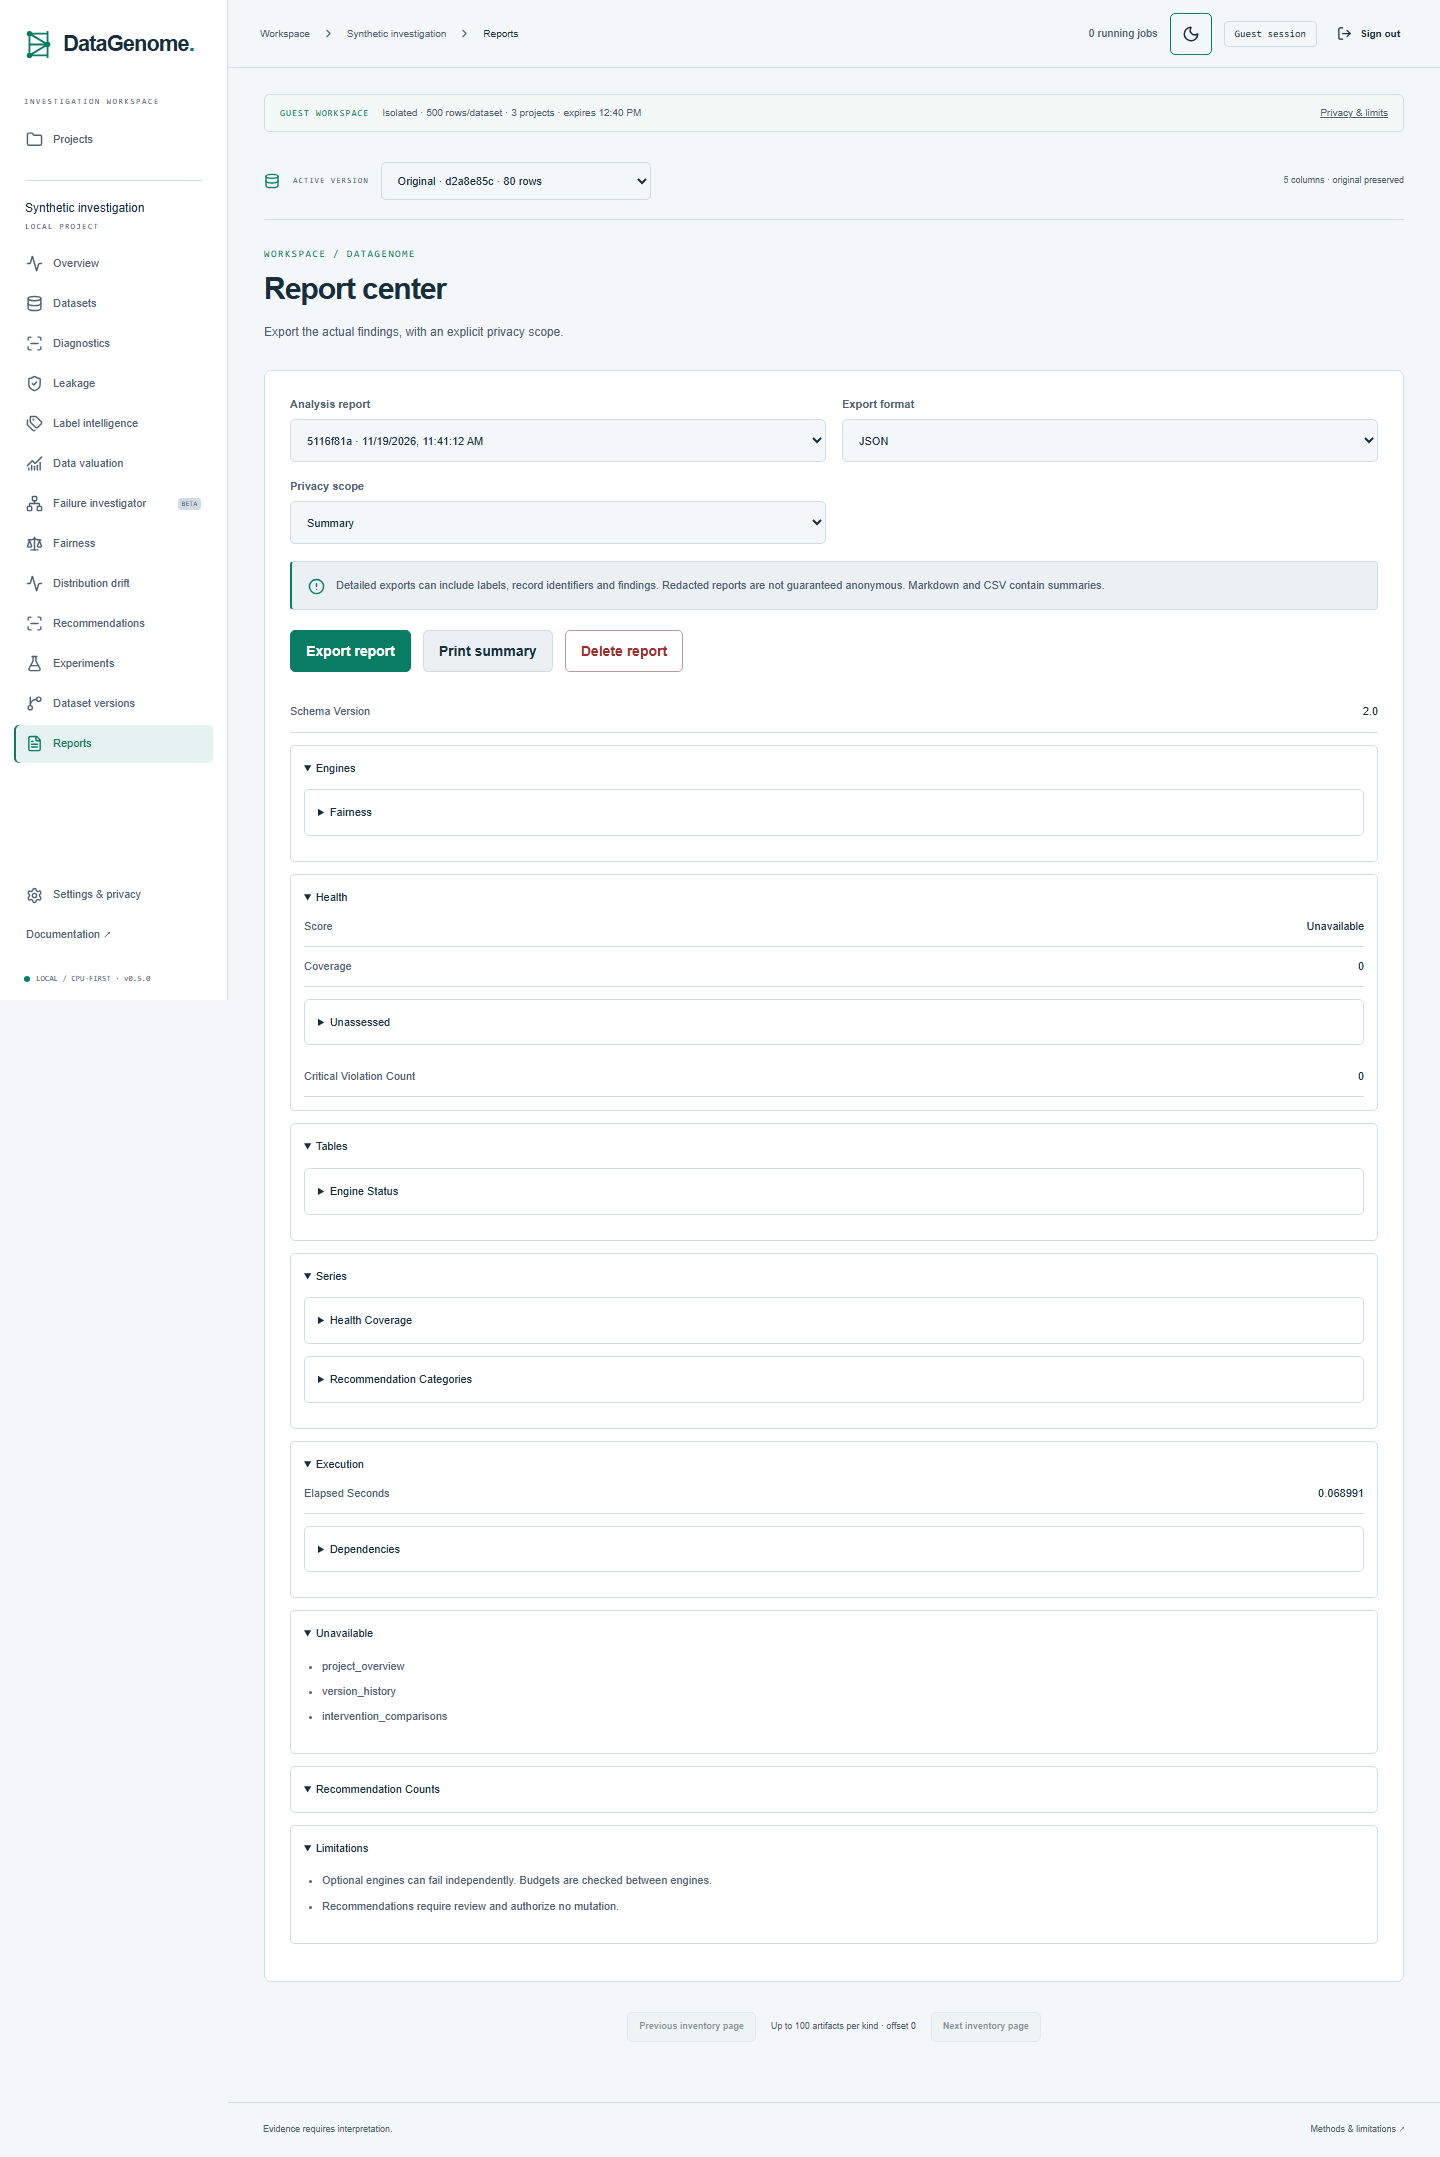 DataGenome.
INVESTIGATION WORKSPACE
Projects
Synthetic investigation
LOCAL PROJECT
Overview
Datasets
Diagnostics
Leakage
Label intelligence
Data valuation
Failure investigator BETA
Fairness
Distribution drift
Recommendations
Experiments
Dataset versions
Reports
Settings & privacy
Documentation ↗
LOCAL / CPU-FIRST · v0.5.0
Workspace > Synthetic investigation > Reports
0 running jobs
Guest session
Sign out
GUEST WORKSPACE Isolated · 500 rows/dataset · 3 projects · expires 12:40 PM
Privacy & limits
ACTIVE VERSION
Original · d2a8e85c · 80 rows
5 columns · original preserved
WORKSPACE / DATAGENOME
Report center
Export the actual findings, with an explicit privacy scope.
Analysis report
5116f81a · 11/19/2026, 11:41:12 AM
Export format
JSON
Privacy scope
Summary
Detailed exports can include labels, record identifiers and findings. Redacted reports are not guaranteed anonymous. Markdown and CSV contain summaries.
Export report
Print summary
Delete report
Schema Version 2.0
▼ Engines
▶ Fairness
▼ Health
Score Unavailable
Coverage 0
▶ Unassessed
Critical Violation Count 0
▼ Tables
▶ Engine Status
▼ Series
▶ Health Coverage
▶ Recommendation Categories
▼ Execution
Elapsed Seconds 0.068991
▶ Dependencies
▼ Unavailable
• project_overview
• version_history
• intervention_comparisons
▼ Recommendation Counts
▼ Limitations
• Optional engines can fail independently. Budgets are checked between engines.
• Recommendations require review and authorize no mutation.
Previous inventory page
Up to 100 artifacts per kind · offset 0
Next inventory page
Evidence requires interpretation.
Methods & limitations ↗